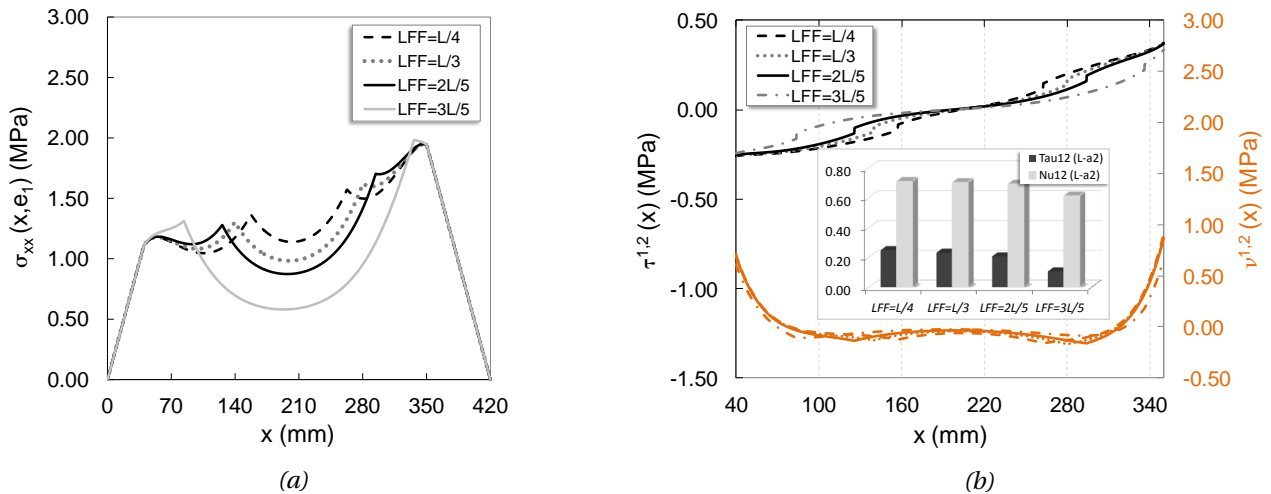 3.00
2.50
2.00
1.50
1.00
0.50
0.00
σxx (x,e1) (MPa)
LFF=L/4
LFF=L/3
LFF=2L/5
LFF=3L/5
0 70 140 210 280 350 420
x (mm)
(a)
0.50
0.00
-0.50
-1.00
-1.50
τ1,2 (x) (MPa)
LFF=L/4
LFF=L/3
LFF=2L/5
LFF=3L/5
Tau12 (L-a2)
Nu12 (L-a2)
0.80
0.60
0.40
0.20
0.00
LFF=L/4 LFF=L/3 LFF=2L/5 LFF=3L/5
3.00
2.50
2.00
1.50
1.00
0.50
0.00
-0.50
ν1,2 (x) (MPa)
40 100 160 220 280 340
x (mm)
(b)